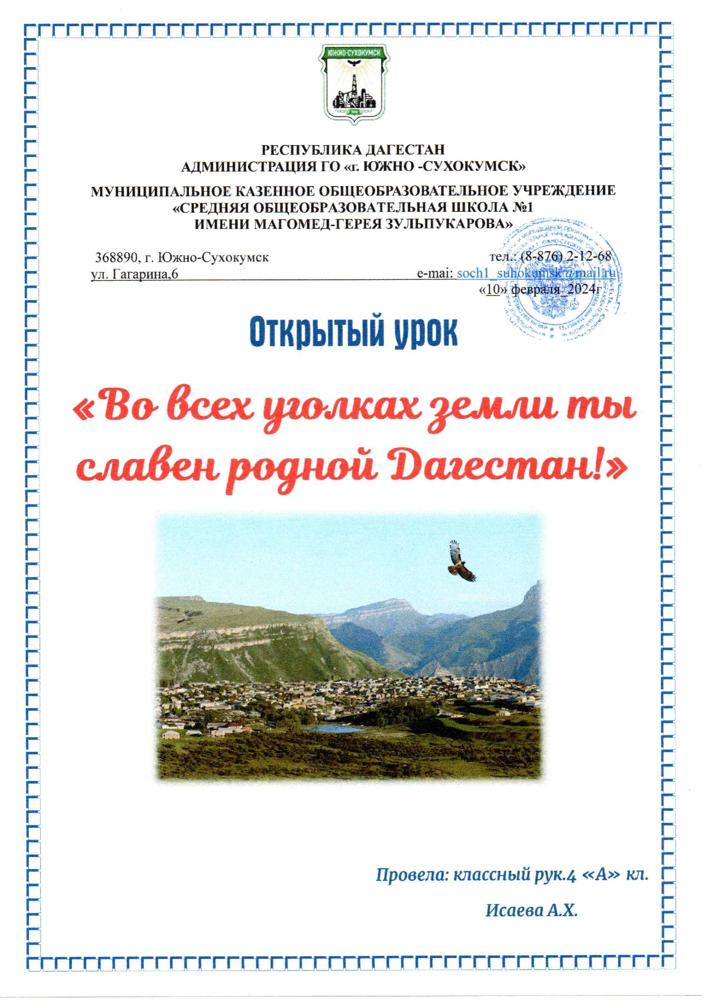 ЮЖНО-СУХОКУМСК
РЕСПУБЛИКА ДАГЕСТАН
АДМИНИСТРАЦИЯ ГО «г. ЮЖНО -СУХОКУМСК»
МУНИЦИПАЛЬНОЕ КАЗЕННОЕ ОБЩЕОБРАЗОВАТЕЛЬНОЕ УЧРЕЖДЕНИЕ
«СРЕДНЯЯ ОБЩЕОБРАЗОВАТЕЛЬНАЯ ШКОЛА №1
ИМЕНИ МАГОМЕД-ГЕРЕЯ ЗУЛЬПУКАРОВА»
368890, г. Южно-Сухокумск тел.: (8-876) 2-12-68
ул. Гагарина,6 e-mai: soch1_suhokumsk@mail.ru
«10» февраля_2024г
Открытый урок
«Во всех уголках земли ты
славен родной Дагестан!»
Провела: классный рук.4 «А» кл.
Исаева А.Х.